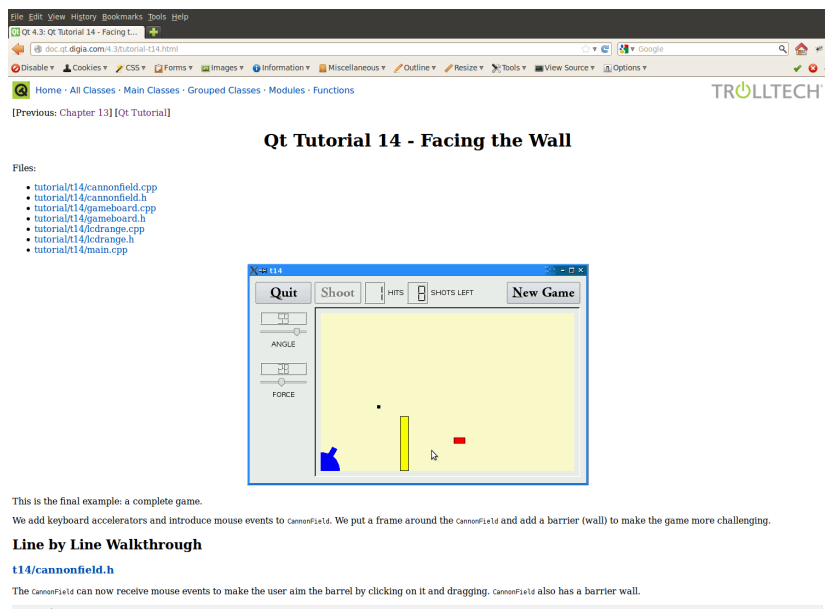 File Edit View History Bookmarks Tools Help
Qt 4.3: Qt Tutorial 14 - Facing t...
doc.qt.digia.com/4.3/tutorial-t14.html
Google
Disable Cookies CSS Forms Images Information Miscellaneous Outline Resize Tools View Source Options
Home · All Classes · Main Classes · Grouped Classes · Modules · Functions
TROLLTECH
[Previous: Chapter 13] [Qt Tutorial]
Qt Tutorial 14 - Facing the Wall
Files:
• tutorial/t14/cannonfield.cpp
• tutorial/t14/cannonfield.h
• tutorial/t14/gameboard.cpp
• tutorial/t14/gameboard.h
• tutorial/t14/lcdrange.cpp
• tutorial/t14/lcdrange.h
• tutorial/t14/main.cpp
t14
Quit Shoot 1 HITS 8 SHOTS LEFT New Game
ANGLE
28
FORCE
This is the final example: a complete game.
We add keyboard accelerators and introduce mouse events to CannonField. We put a frame around the CannonField and add a barrier (wall) to make the game more challenging.
Line by Line Walkthrough
t14/cannonfield.h
The CannonField can now receive mouse events to make the user aim the barrel by clicking on it and dragging. CannonField also has a barrier wall.